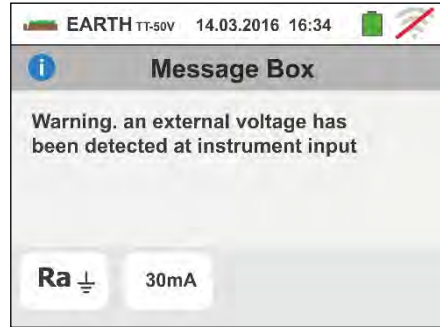 EARTH TT-50V 14.03.2016 16:34
i Message Box
Warning. an external voltage has
been detected at instrument input
Ra 30mA